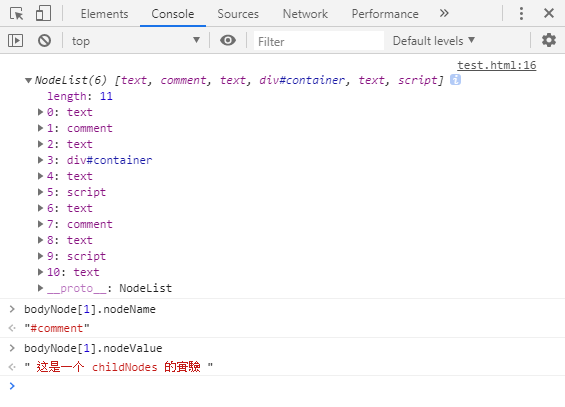 Elements Console Sources Network Performance »
top Filter Default levels
test.html:16
NodeList(6) [text, comment, text, div#container, text, script]
length: 11
0: text
1: comment
2: text
3: div#container
4: text
5: script
6: text
7: comment
8: text
9: script
10: text
__proto__: NodeList
bodyNode[1].nodeName
"#comment"
bodyNode[1].nodeValue
" 这是一个 childNodes 的實驗 "